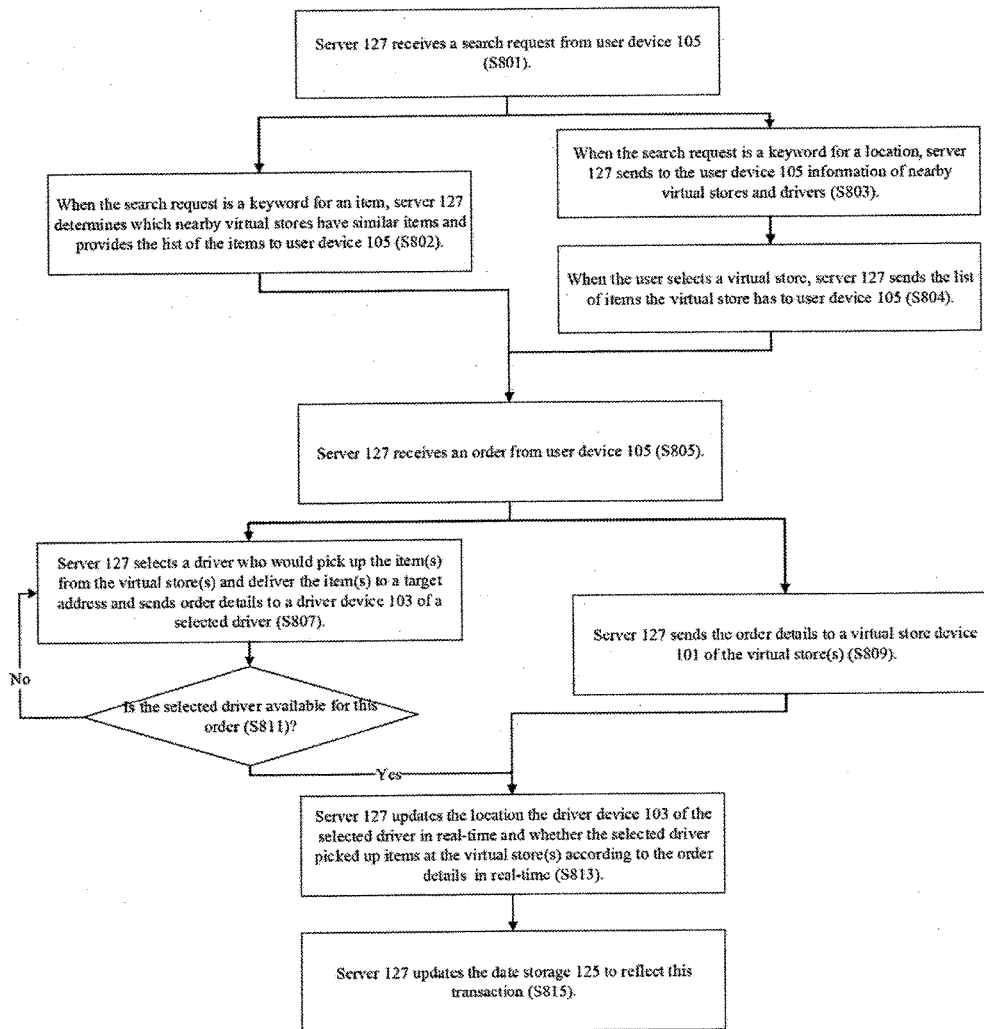 Server 127 receives a search request from user device 105
(S801).
When the search request is a keyword for a location, server
127 sends to the user device 105 information of nearby
virtual stores and drivers (S803).
When the search request is a keyword for an item, server 127
determines which nearby virtual stores have similar items and
provides the list of the items to user device 105 (S802).
When the user selects a virtual store, server 127 sends the list
of items the virtual store has to user device 105 (S804).
Server 127 receives an order from user device 105 (S805).
Server 127 selects a driver who would pick up the item(s)
from the virtual store(s) and deliver the item(s) to a target
address and sends order details to a driver device 103 of a
selected driver (S807).
Server 127 sends the order details to a virtual store device
101 of the virtual store(s) (S809).
No
Is the selected driver available for this
order (S811)?
Yes
Server 127 updates the location the driver device 103 of the
selected driver in real-time and whether the selected driver
picked up items at the virtual store(s) according to the order
details in real-time (S813).
Server 127 updates the date storage 125 to reflect this
transaction (S815).